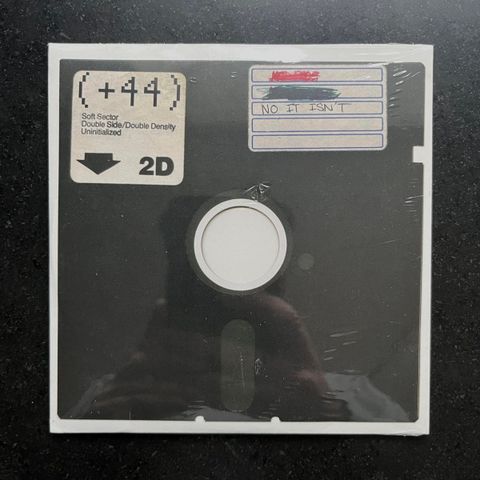 (+44)
Soft Sector
Double Side/Double Density
Uninitialized
2D
NO IT ISN'T